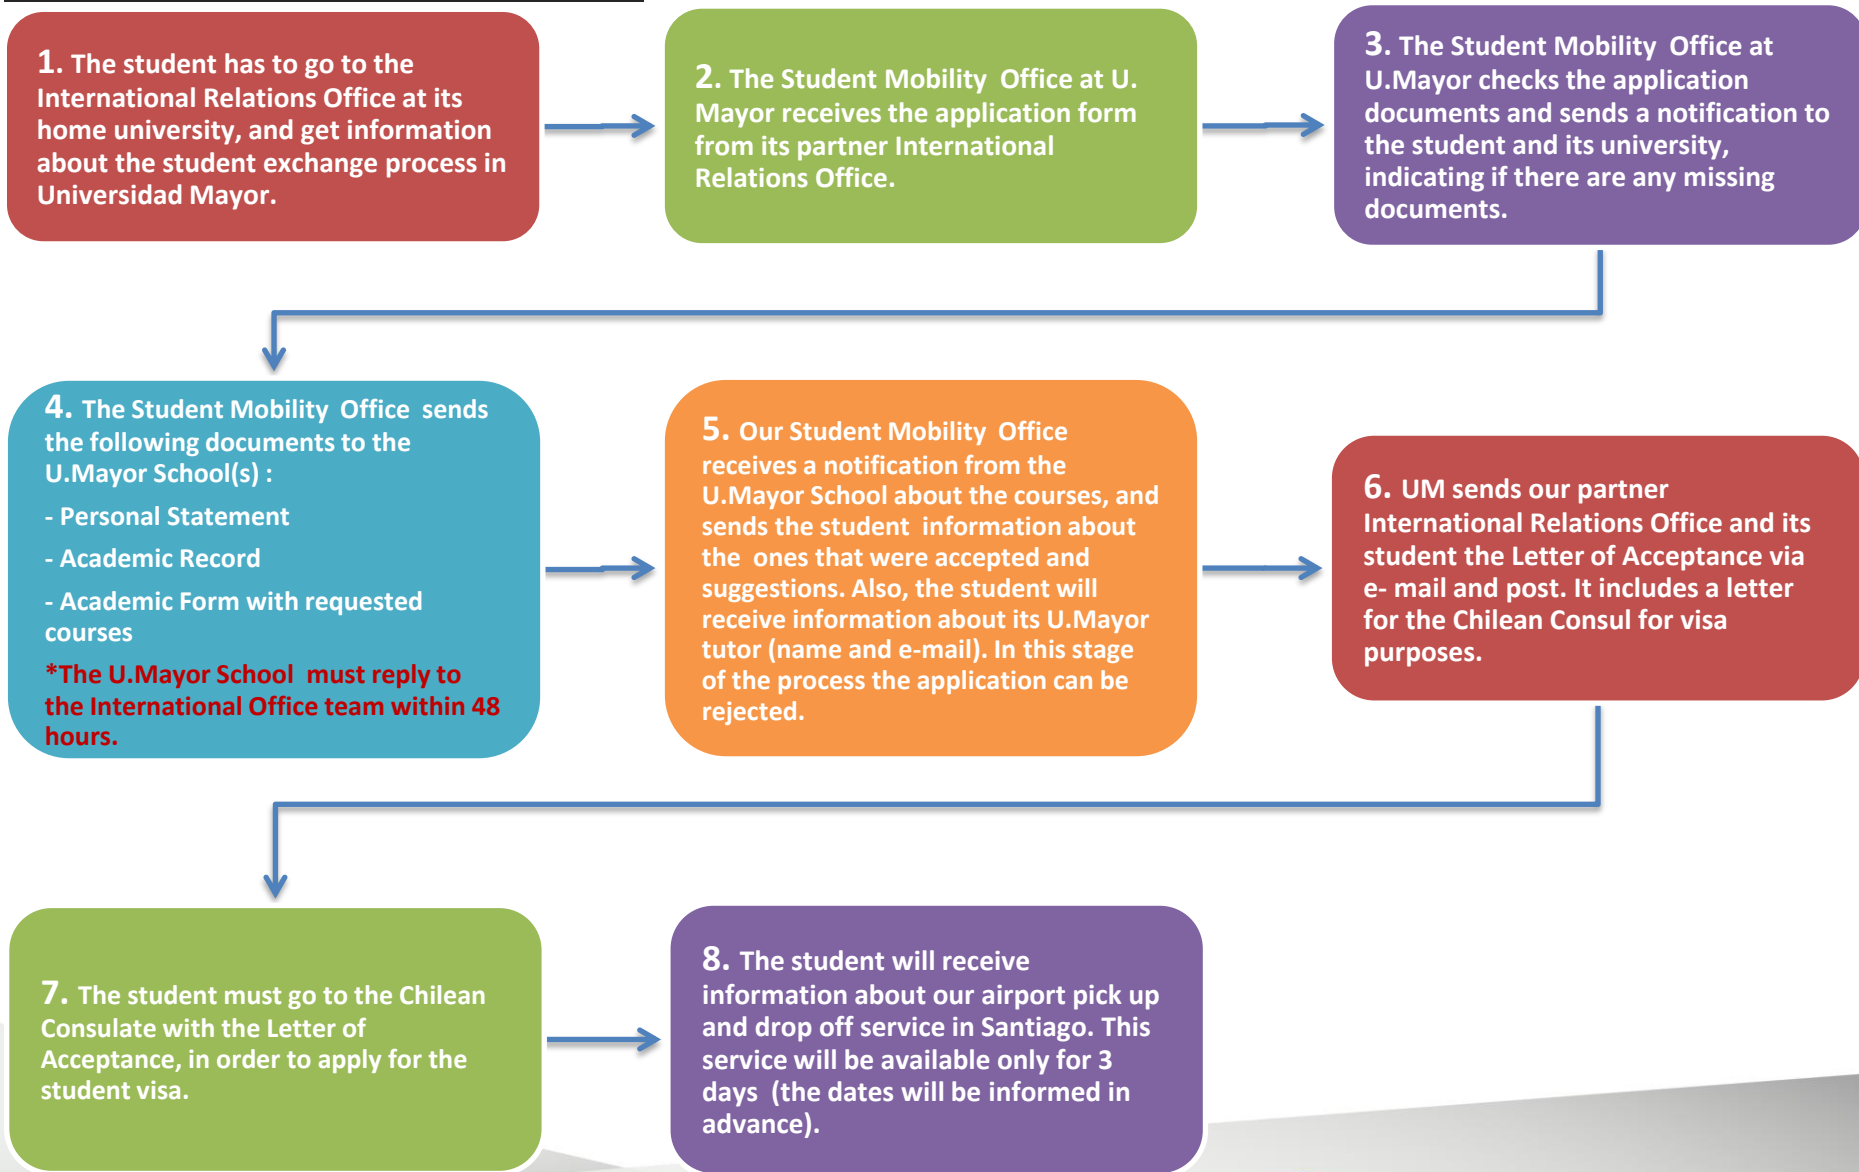 1. The student has to go to the
International Relations Office at its
home university, and get information
about the student exchange process in
Universidad Mayor.
2. The Student Mobility Office at U.
Mayor receives the application form
from its partner International
Relations Office.
3. The Student Mobility Office at
U.Mayor checks the application
documents and sends a notification to
the student and its university,
indicating if there are any missing
documents.
4. The Student Mobility Office sends
the following documents to the
U.Mayor School(s) :
- Personal Statement
- Academic Record
- Academic Form with requested
courses
*The U.Mayor School must reply to
the International Office team within 48
hours.
5. Our Student Mobility Office
receives a notification from the
U.Mayor School about the courses, and
sends the student information about
the ones that were accepted and
suggestions. Also, the student will
receive information about its U.Mayor
tutor (name and e-mail). In this stage
of the process the application can be
rejected.
6. UM sends our partner
International Relations Office and its
student the Letter of Acceptance via
e- mail and post. It includes a letter
for the Chilean Consul for visa
purposes.
7. The student must go to the Chilean
Consulate with the Letter of
Acceptance, in order to apply for the
student visa.
8. The student will receive
information about our airport pick up
and drop off service in Santiago. This
service will be available only for 3
days (the dates will be informed in
advance).